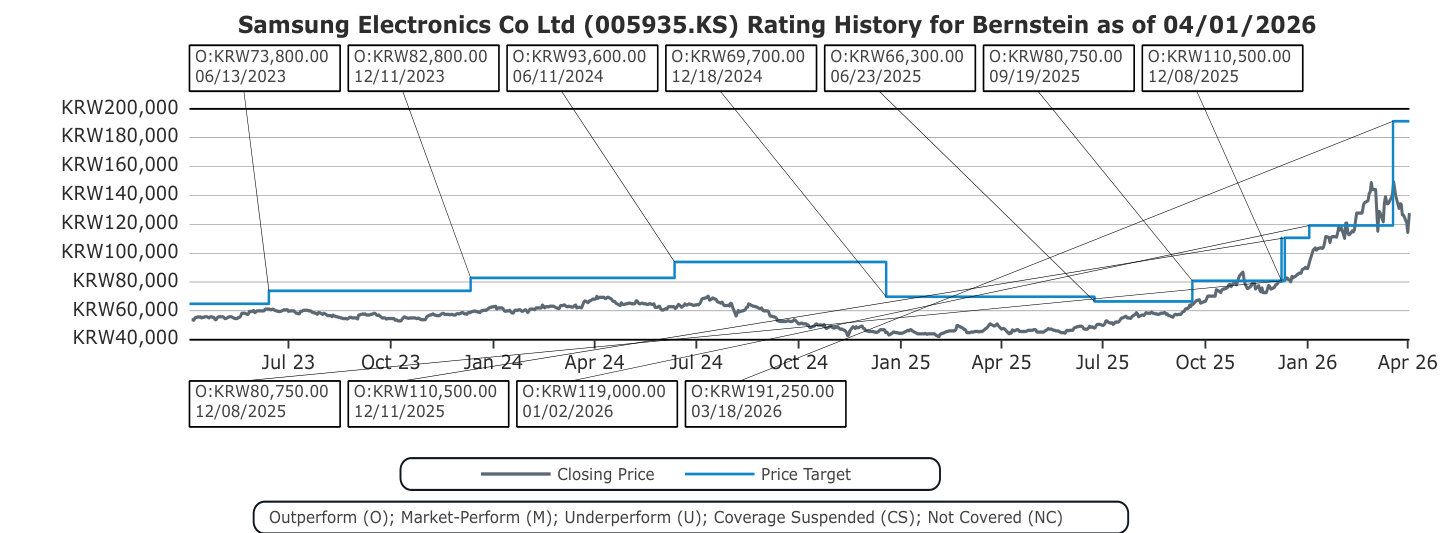 Samsung Electronics Co Ltd (005935.KS) Rating History for Bernstein as of 04/01/2026
O:KRW73,800.00
06/13/2023
O:KRW82,800.00
12/11/2023
O:KRW93,600.00
06/11/2024
O:KRW69,700.00
12/18/2024
O:KRW66,300.00
06/23/2025
O:KRW80,750.00
09/19/2025
O:KRW110,500.00
12/08/2025
KRW200,000
KRW180,000
KRW160,000
KRW140,000
KRW120,000
KRW100,000
KRW80,000
KRW60,000
KRW40,000
Jul 23
Oct 23
Jan 24
Apr 24
Jul 24
Oct 24
Jan 25
Apr 25
Jul 25
Oct 25
Jan 26
Apr 26
O:KRW80,750.00
12/08/2025
O:KRW110,500.00
12/11/2025
O:KRW119,000.00
01/02/2026
O:KRW191,250.00
03/18/2026
Closing Price
Price Target
Outperform (O); Market-Perform (M); Underperform (U); Coverage Suspended (CS); Not Covered (NC)